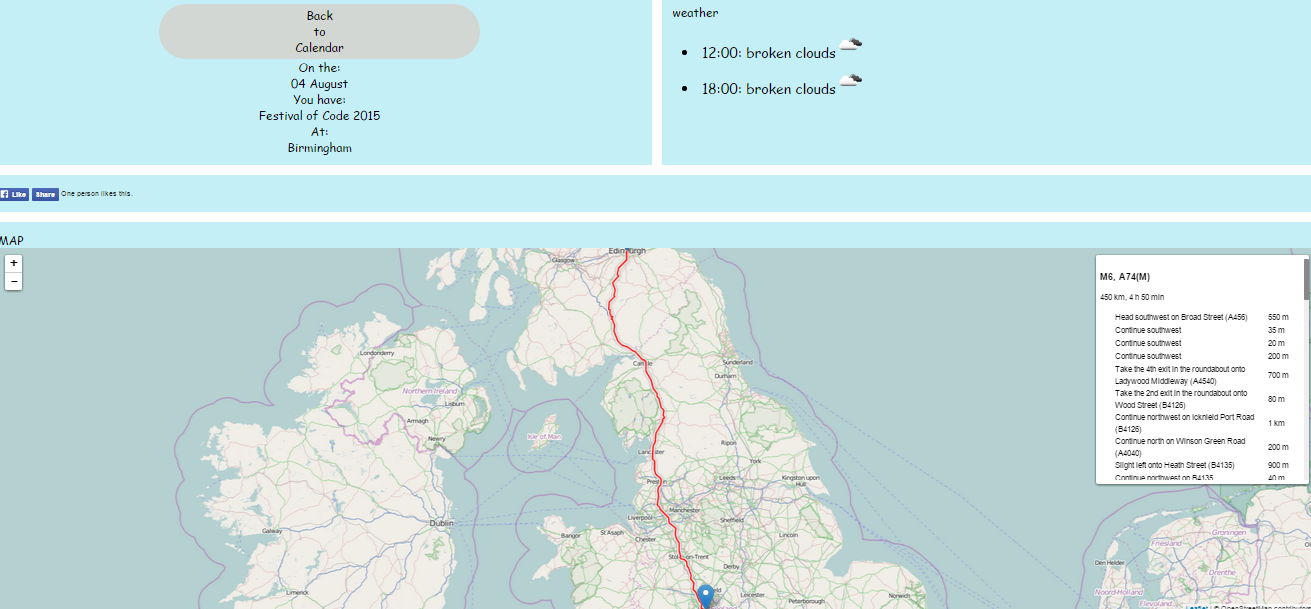 Back
to
Calendar
On the:
04 August
You have:
Festival of Code 2015
At:
Birmingham
weather
12:00: broken clouds
18:00: broken clouds
Like Share One person likes this.
MAP
+
−
M6, A74(M)
450 km, 4 h 50 min
Head southwest on Broad Street (A456) 550 m
Continue southwest 35 m
Continue southwest 20 m
Continue southwest 200 m
Take the 4th exit in the roundabout onto
Ladywood Middleway (A4540) 700 m
Take the 2nd exit in the roundabout onto
Wood Street (B4126) 80 m
Continue northwest on Icknield Port Road
(B4126) 1 km
Continue north on Winson Green Road
(A4040) 200 m
Slight left onto Heath Street (B4135) 900 m
Continue northwest on B4135 40 m
Edinburgh
Glasgow
Londonderry
Carlisle
Sunderland
Durham
Northern Ireland
Lisburn
Armagh
Newry
Isle of Man
Ripon
Lancaster
York
Preston
Leeds
Kingston upon
Hull
Manchester
Liverpool
Sheffield
Dublin
Galway
Bangor
St Asaph
Chester
Lincoln
Stoke-on-Trent
Derby
Limerick
Leicester
Peterborough
Norwich
Groningen
Friesland
Den Helder
Drenthe
Noord-Holland
Flevoland
Leaflet | © OpenStreetMap contributors